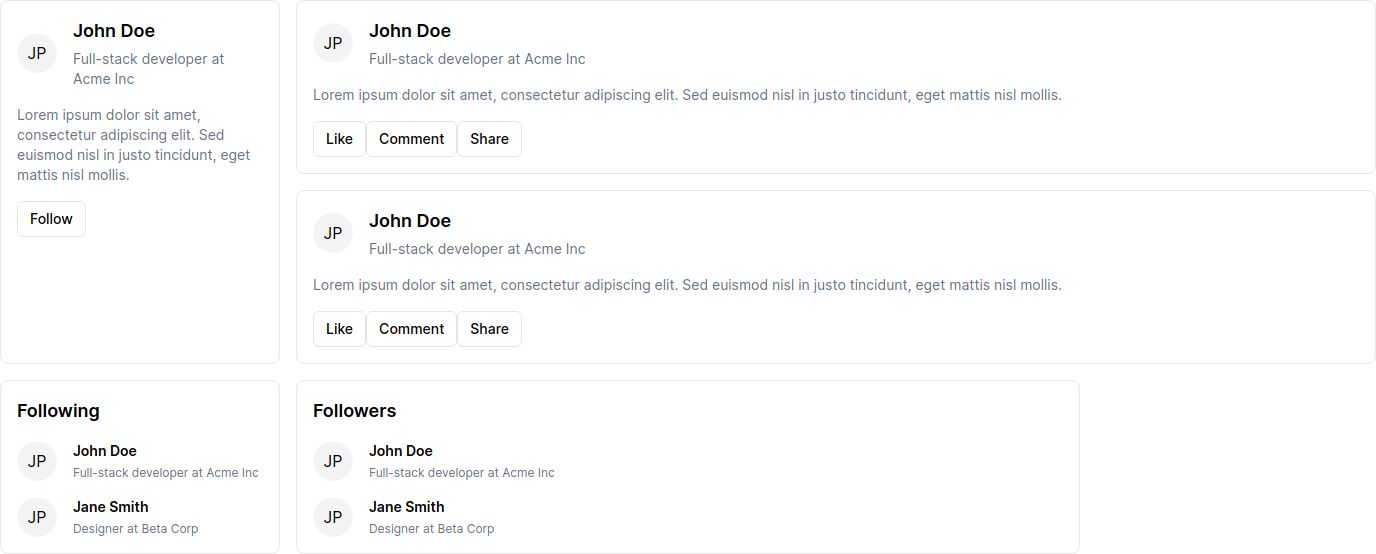 JP
John Doe
Full-stack developer at
Acme Inc
Lorem ipsum dolor sit amet,
consectetur adipiscing elit. Sed
euismod nisl in justo tincidunt, eget
mattis nisl mollis.
Follow
JP
John Doe
Full-stack developer at Acme Inc
Lorem ipsum dolor sit amet, consectetur adipiscing elit. Sed euismod nisl in justo tincidunt, eget mattis nisl mollis.
Like Comment Share
JP
John Doe
Full-stack developer at Acme Inc
Lorem ipsum dolor sit amet, consectetur adipiscing elit. Sed euismod nisl in justo tincidunt, eget mattis nisl mollis.
Like Comment Share
Following
JP
John Doe
Full-stack developer at Acme Inc
JP
Jane Smith
Designer at Beta Corp
Followers
JP
John Doe
Full-stack developer at Acme Inc
JP
Jane Smith
Designer at Beta Corp